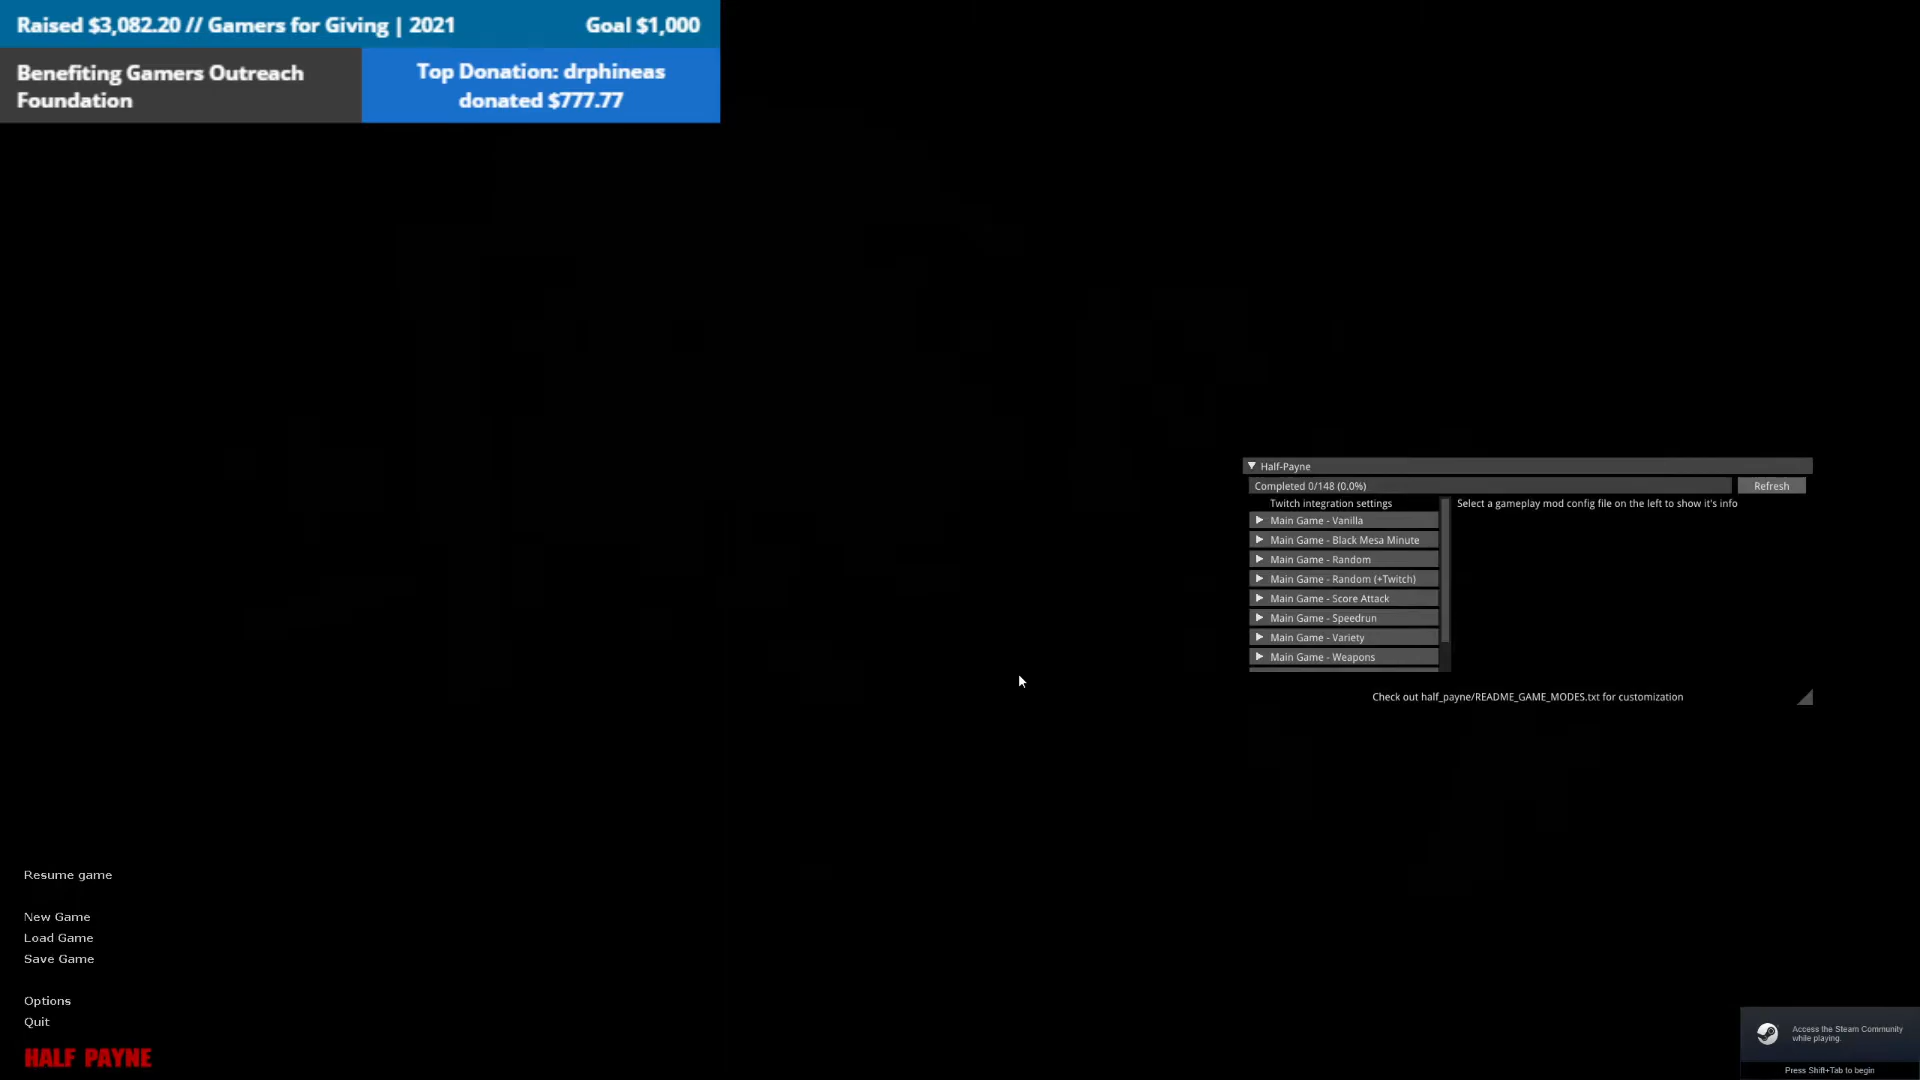 Raised $3,082.20 // Gamers for Giving | 2021
Goal $1,000
Benefiting Gamers Outreach
Foundation
Top Donation: drphineas
donated $777.77
Half-Payne
Completed 0/148 (0.0%)
Refresh
Twitch integration settings
Select a gameplay mod config file on the left to show it's info
Main Game - Vanilla
Main Game - Black Mesa Minute
Main Game - Random
Main Game - Random (+Twitch)
Main Game - Score Attack
Main Game - Speedrun
Main Game - Variety
Main Game - Weapons
Check out half_payne/README_GAME_MODES.txt for customization
Resume game
New Game
Load Game
Save Game
Options
Quit
HALF PAYNE
Access the Steam Community
while playing.
Press Shift+Tab to begin